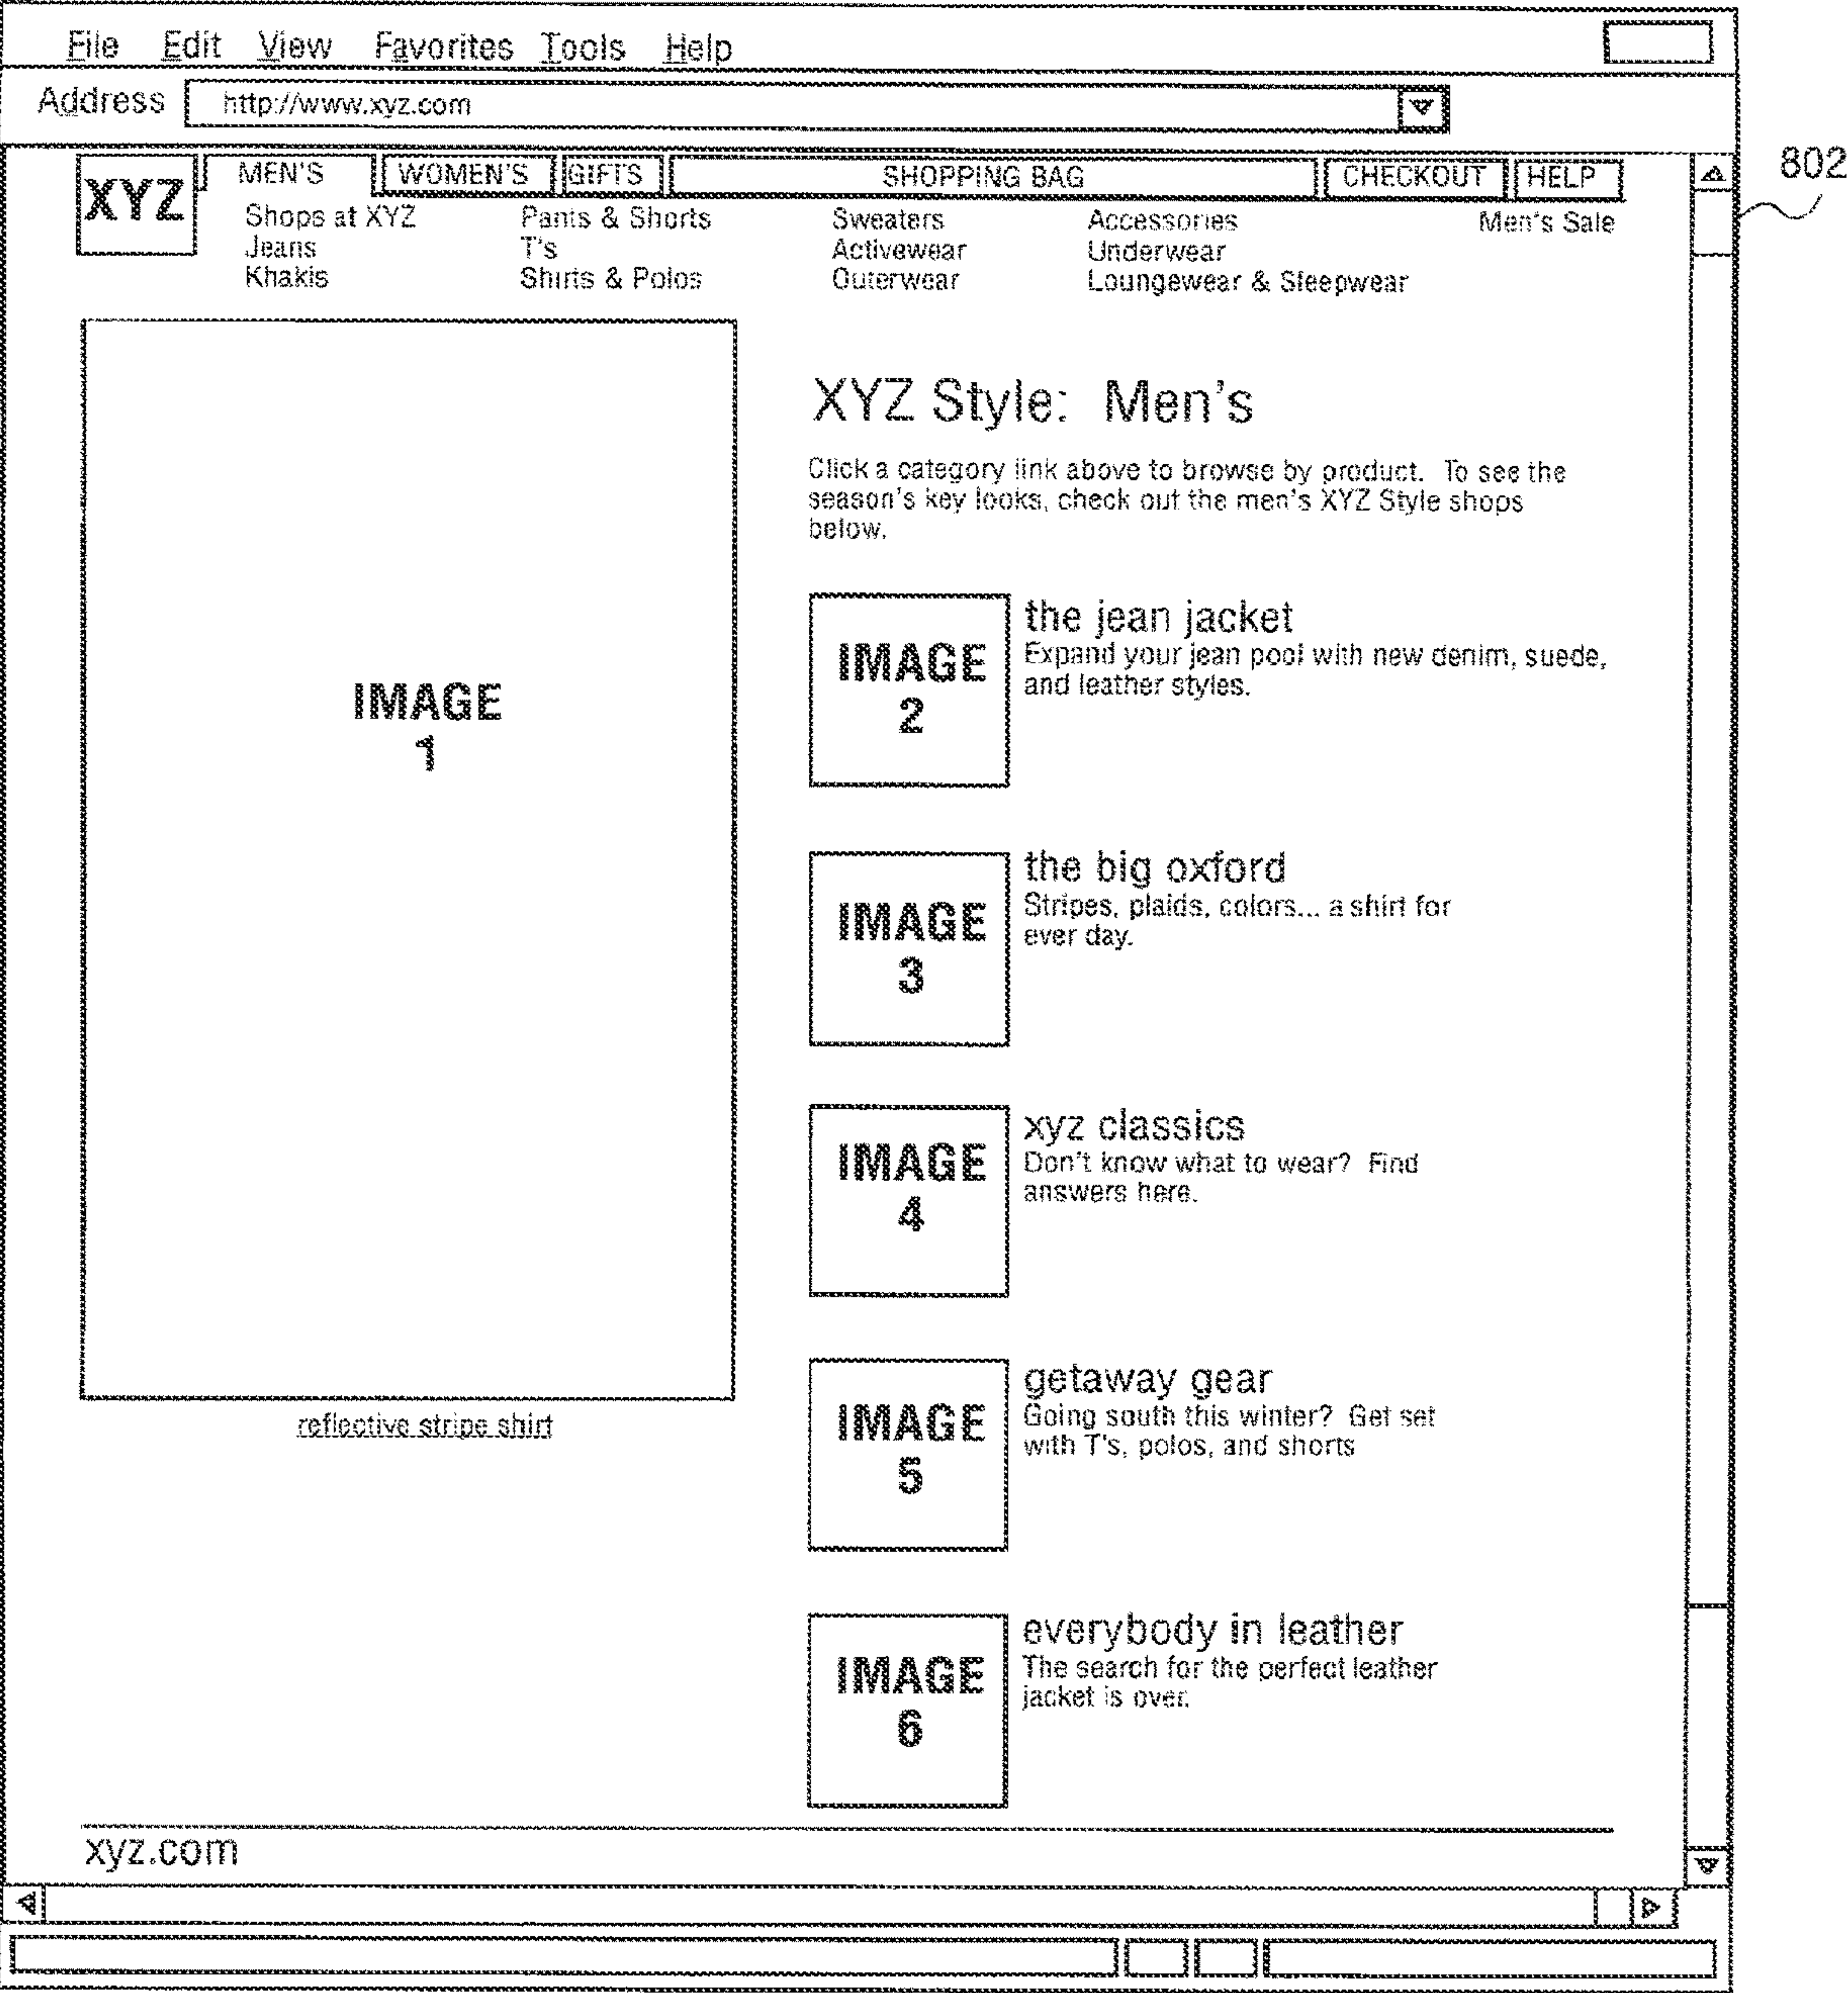 File Edit View Favorites Tools Help
Address http://www.xyz.com
802
XYZ MEN'S WOMEN'S GIFTS SHOPPING BAG CHECKOUT HELP
Shops at XYZ Pants & Shorts Sweaters Accessories Men's Sale
Jeans T's Activewear Underwear
Khakis Shirts & Polos Outerwear Loungewear & Sleepwear
XYZ Style: Men's
Click a category link above to browse by product. To see the
season's key looks, check out the men's XYZ Style shops
below.
IMAGE
1
reflective stripe shirt
IMAGE
2
the jean jacket
Expand your jean pool with new denim, suede,
and leather styles.
IMAGE
3
the big oxford
Stripes, plaids, colors... a shirt for
ever day.
IMAGE
4
xyz classics
Don't know what to wear? Find
answers here.
IMAGE
5
getaway gear
Going south this winter? Get set
with T's, polos, and shorts
IMAGE
6
everybody in leather
The search for the perfect leather
jacket is over.
xyz.com